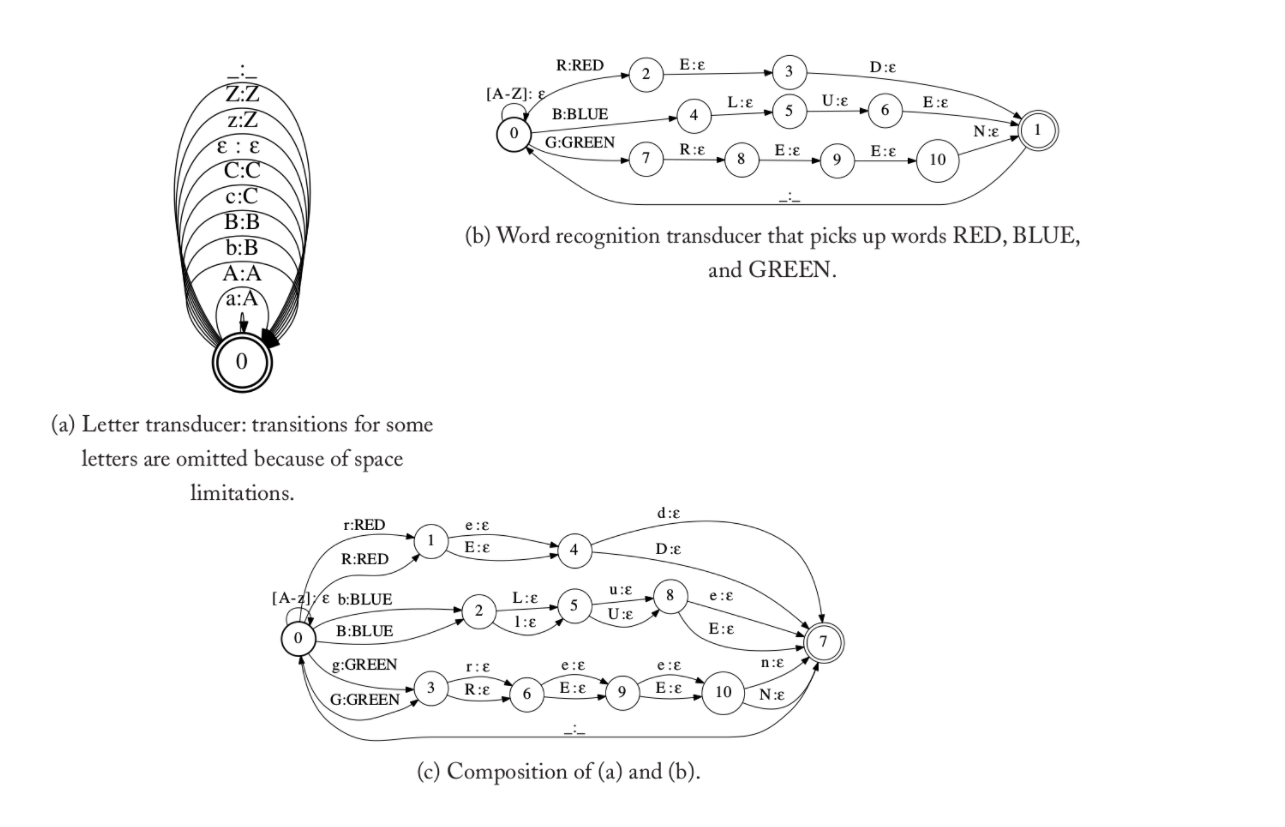 _:_
Z:Z
z:Z
ε : ε
C:C
c:C
B:B
b:B
A:A
a:A
0
(a) Letter transducer: transitions for some
letters are omitted because of space
limitations.
R:RED 2 E:ε 3 D:ε
[A-Z]: ε
0 B:BLUE 4 L:ε 5 U:ε 6 E:ε 1
G:GREEN 7 R:ε 8 E:ε 9 E:ε 10 N:ε
_:_
(b) Word recognition transducer that picks up words RED, BLUE,
and GREEN.
r:RED 1 e:ε 4 d:ε
R:RED E:ε D:ε
[A-z]: ε b:BLUE 2 L:ε 5 u:ε 8 e:ε
0 B:BLUE l:ε U:ε E:ε 7
g:GREEN 3 r:ε 6 e:ε 9 e:ε 10 n:ε
G:GREEN R:ε E:ε E:ε N:ε
_:_
(c) Composition of (a) and (b).